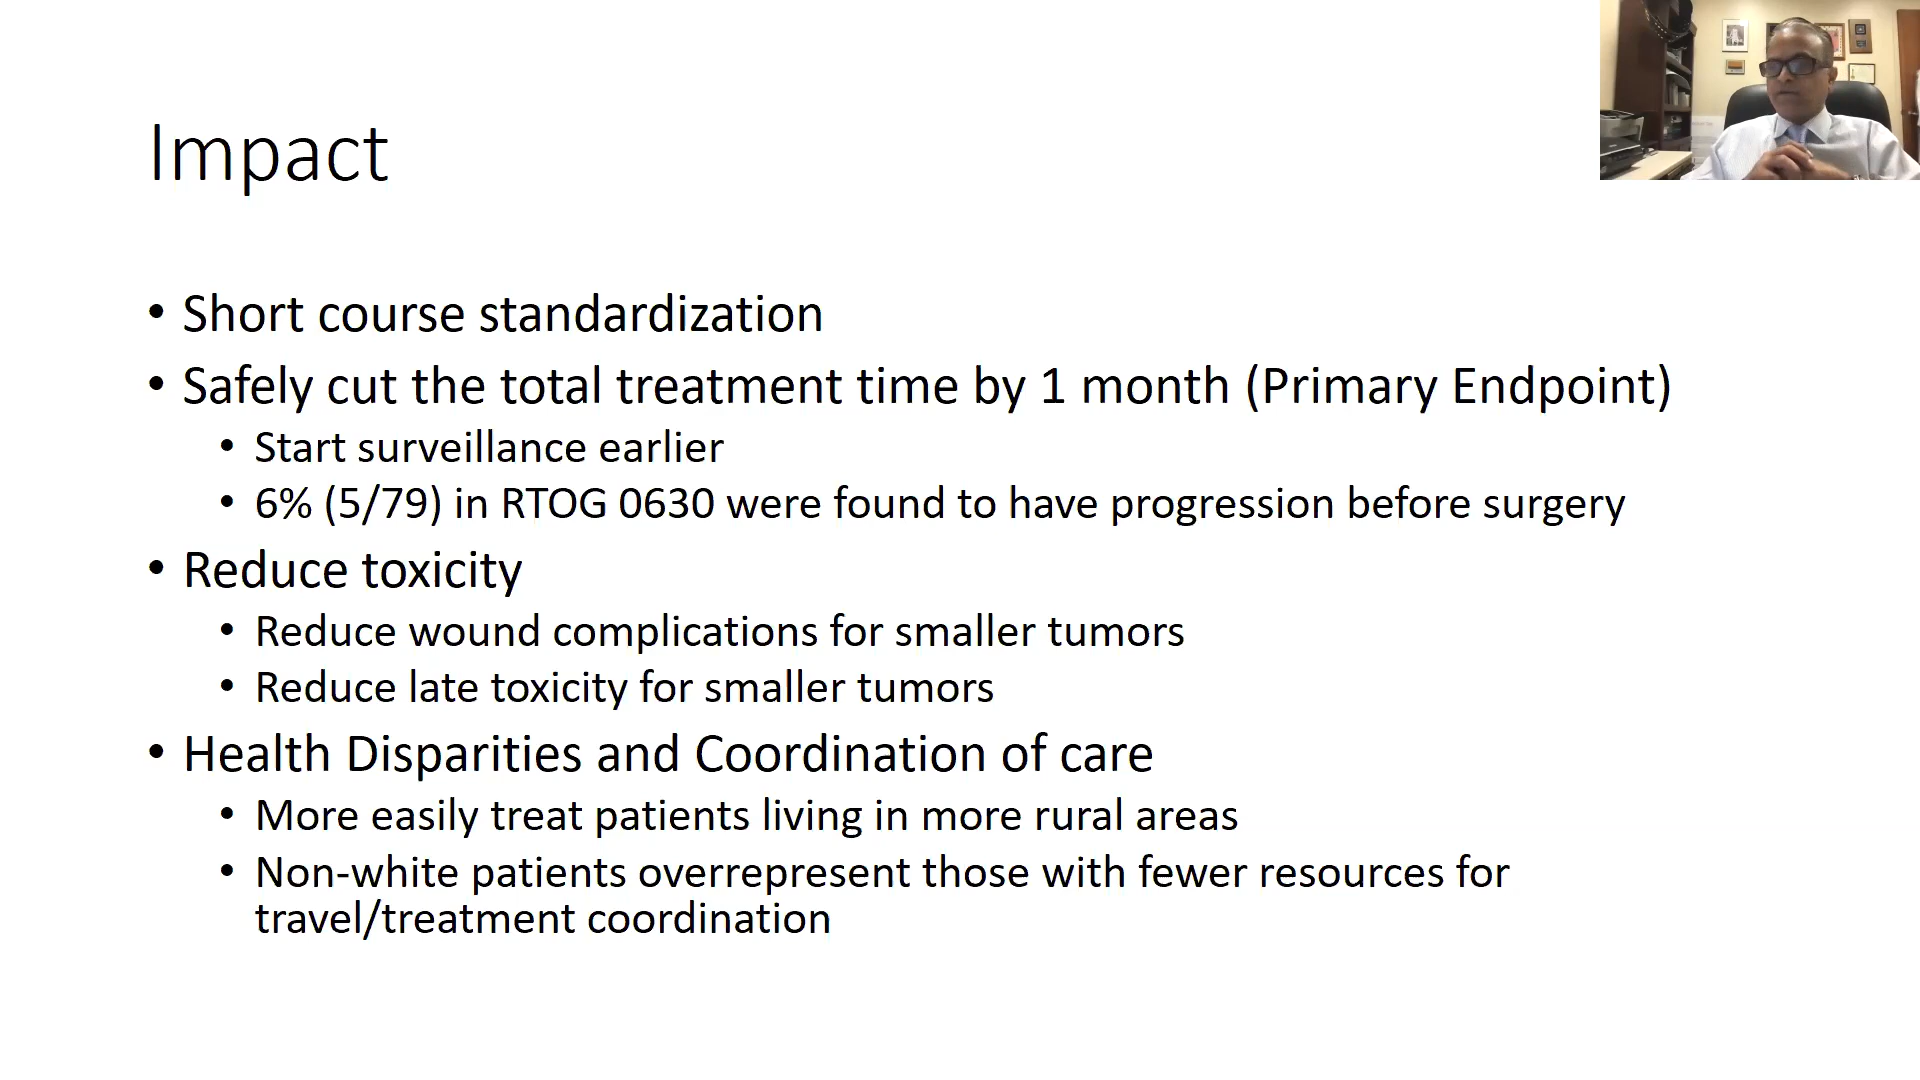 Impact
• Short course standardization
• Safely cut the total treatment time by 1 month (Primary Endpoint)
• Start surveillance earlier
• 6% (5/79) in RTOG 0630 were found to have progression before surgery
• Reduce toxicity
• Reduce wound complications for smaller tumors
• Reduce late toxicity for smaller tumors
• Health Disparities and Coordination of care
• More easily treat patients living in more rural areas
• Non-white patients overrepresent those with fewer resources for
travel/treatment coordination